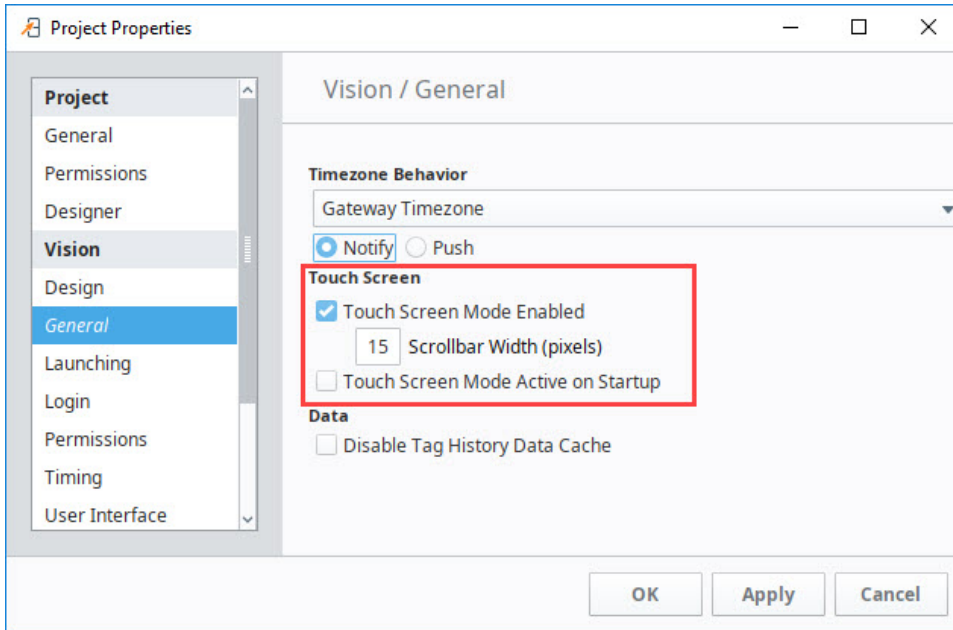 Project Properties
Project
General
Permissions
Designer
Vision
Design
General
Launching
Login
Permissions
Timing
User Interface
Vision / General
Timezone Behavior
Gateway Timezone
Notify Push
Touch Screen
Touch Screen Mode Enabled
15 Scrollbar Width (pixels)
Touch Screen Mode Active on Startup
Data
Disable Tag History Data Cache
OK Apply Cancel